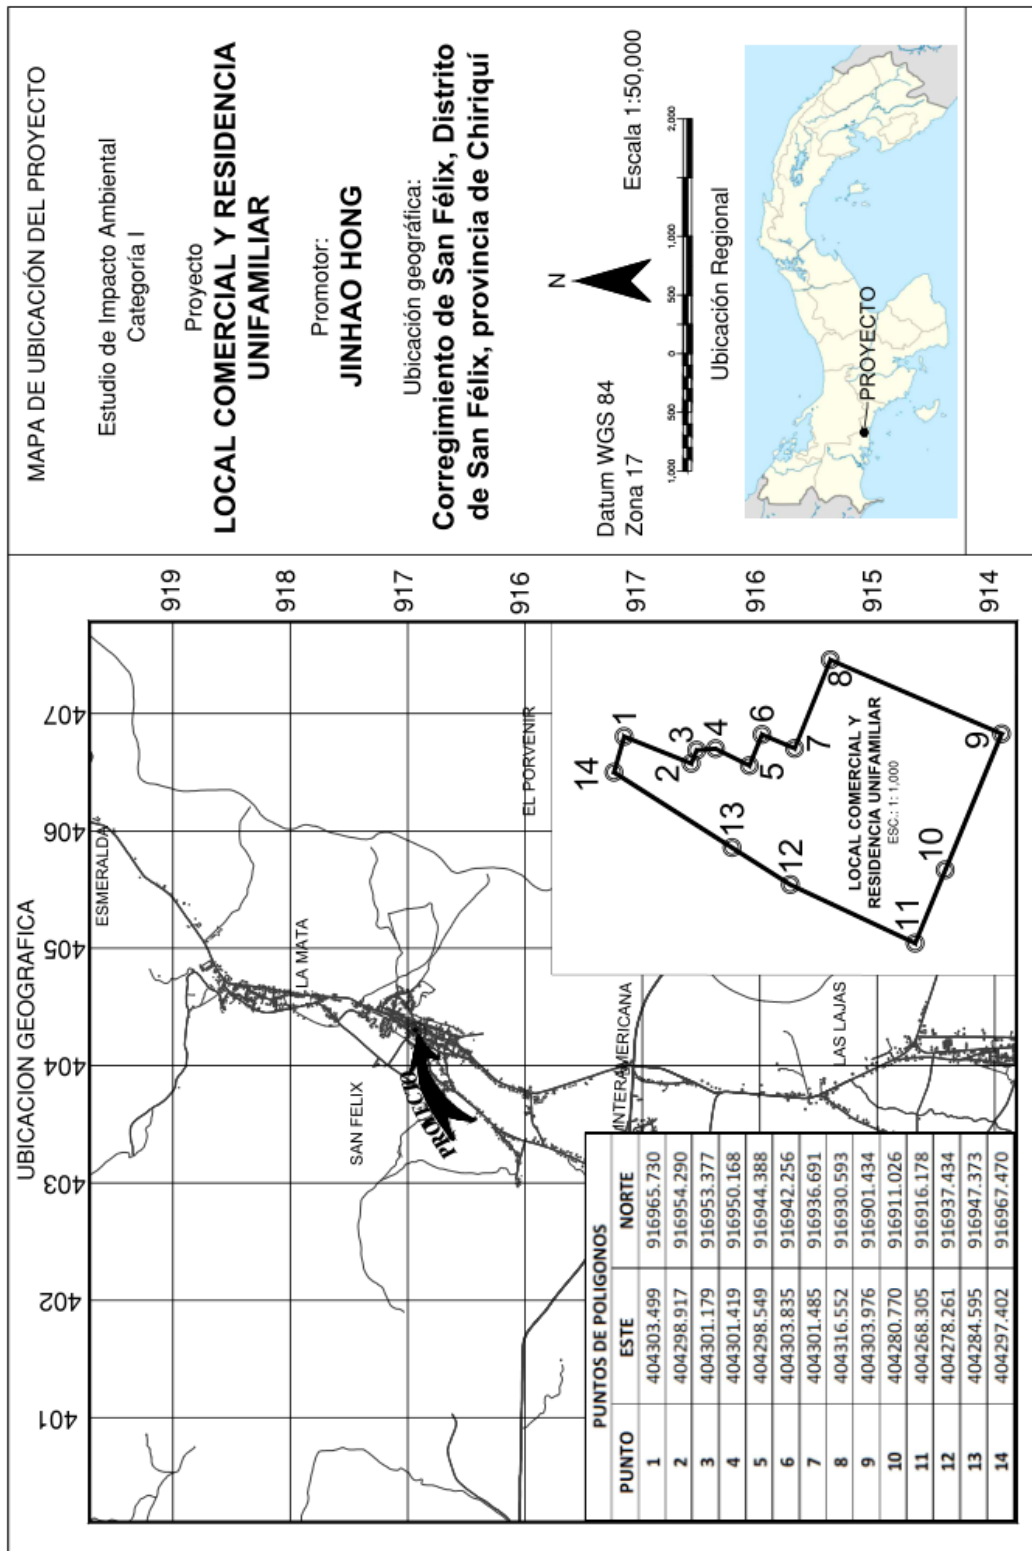 UBICACION GEOGRAFICA
401
402
403
404
405
406
407
919
918
917
916
917
916
915
914
ESMERALDA
LA MATA
EL PORVENIR
SAN FELIX
PROYECTO
INTERAMERICANA
LAS LAJAS
PUNTOS DE POLIGONOS
PUNTO ESTE NORTE
1 404303.499 916965.730
2 404298.917 916954.290
3 404301.179 916953.377
4 404301.419 916950.168
5 404298.549 916944.388
6 404303.835 916942.256
7 404301.485 916936.691
8 404316.552 916930.593
9 404303.976 916901.434
10 404280.770 916911.026
11 404268.305 916916.178
12 404278.261 916937.434
13 404284.595 916947.373
14 404297.402 916967.470
14
1
2
3
4
5
6
7
8
9
10
11
12
13
LOCAL COMERCIAL Y
RESIDENCIA UNIFAMILIAR
ESC.: 1: 1,000
MAPA DE UBICACIÓN DEL PROYECTO
Estudio de Impacto Ambiental
Categoría I
Proyecto
LOCAL COMERCIAL Y RESIDENCIA
UNIFAMILIAR
Promotor:
JINHAO HONG
Ubicación geográfica:
Corregimiento de San Félix, Distrito
de San Félix, provincia de Chiriquí
N
Datum WGS 84
Zona 17
Escala 1:50,000
1,000 500 0 500 1,000 2,000
Ubicación Regional
PROYECTO